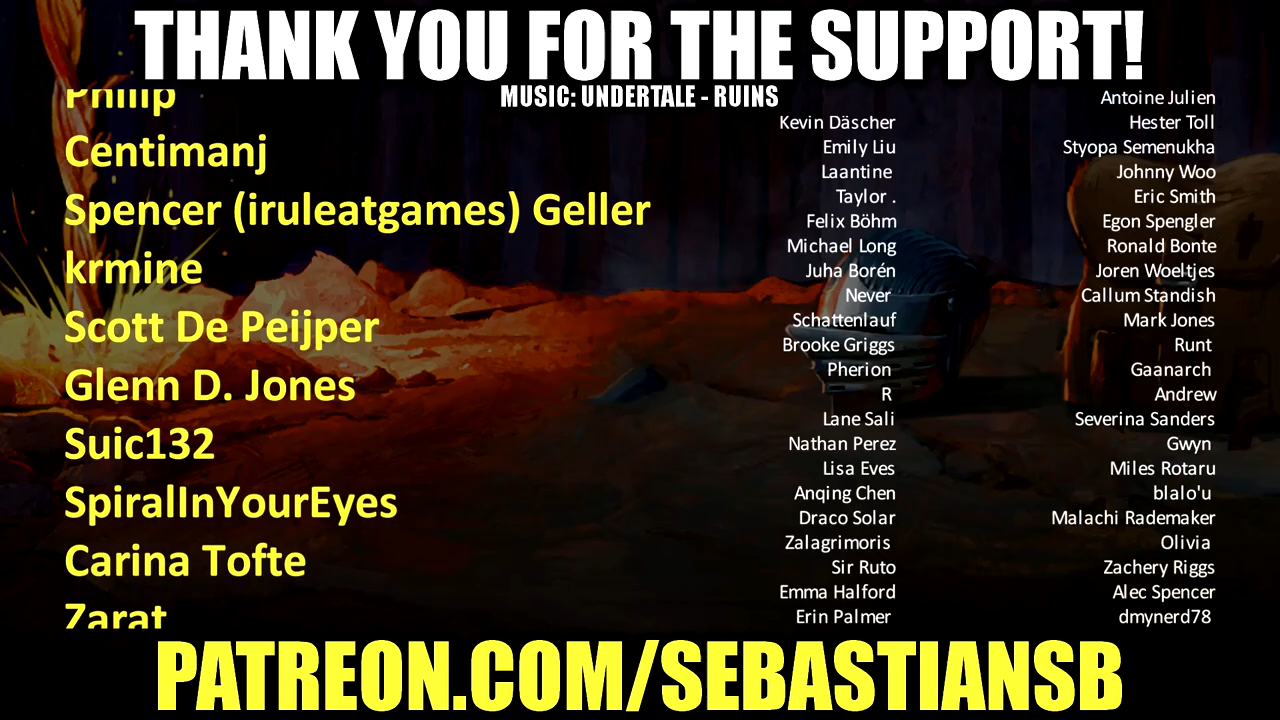 THANK YOU FOR THE SUPPORT!
MUSIC: UNDERTALE - RUINS
Philip
Centimanj
Spencer (iruleatgames) Geller
krmine
Scott De Peijper
Glenn D. Jones
Suic132
SpiralInYourEyes
Carina Tofte
Zarat
Kevin Däscher
Emily Liu
Laantine
Taylor .
Felix Böhm
Michael Long
Juha Borén
Never
Schattenlauf
Brooke Griggs
Pherion
R
Lane Sali
Nathan Perez
Lisa Eves
Anqing Chen
Draco Solar
Zalagrimoris
Sir Ruto
Emma Halford
Erin Palmer
Antoine Julien
Hester Toll
Styopa Semenukha
Johnny Woo
Eric Smith
Egon Spengler
Ronald Bonte
Joren Woeltjes
Callum Standish
Mark Jones
Runt
Gaanarch
Andrew
Severina Sanders
Gwyn
Miles Rotaru
blalo'u
Malachi Rademaker
Olivia
Zachery Riggs
Alec Spencer
dmynerd78
PATREON.COM/SEBASTIANSB